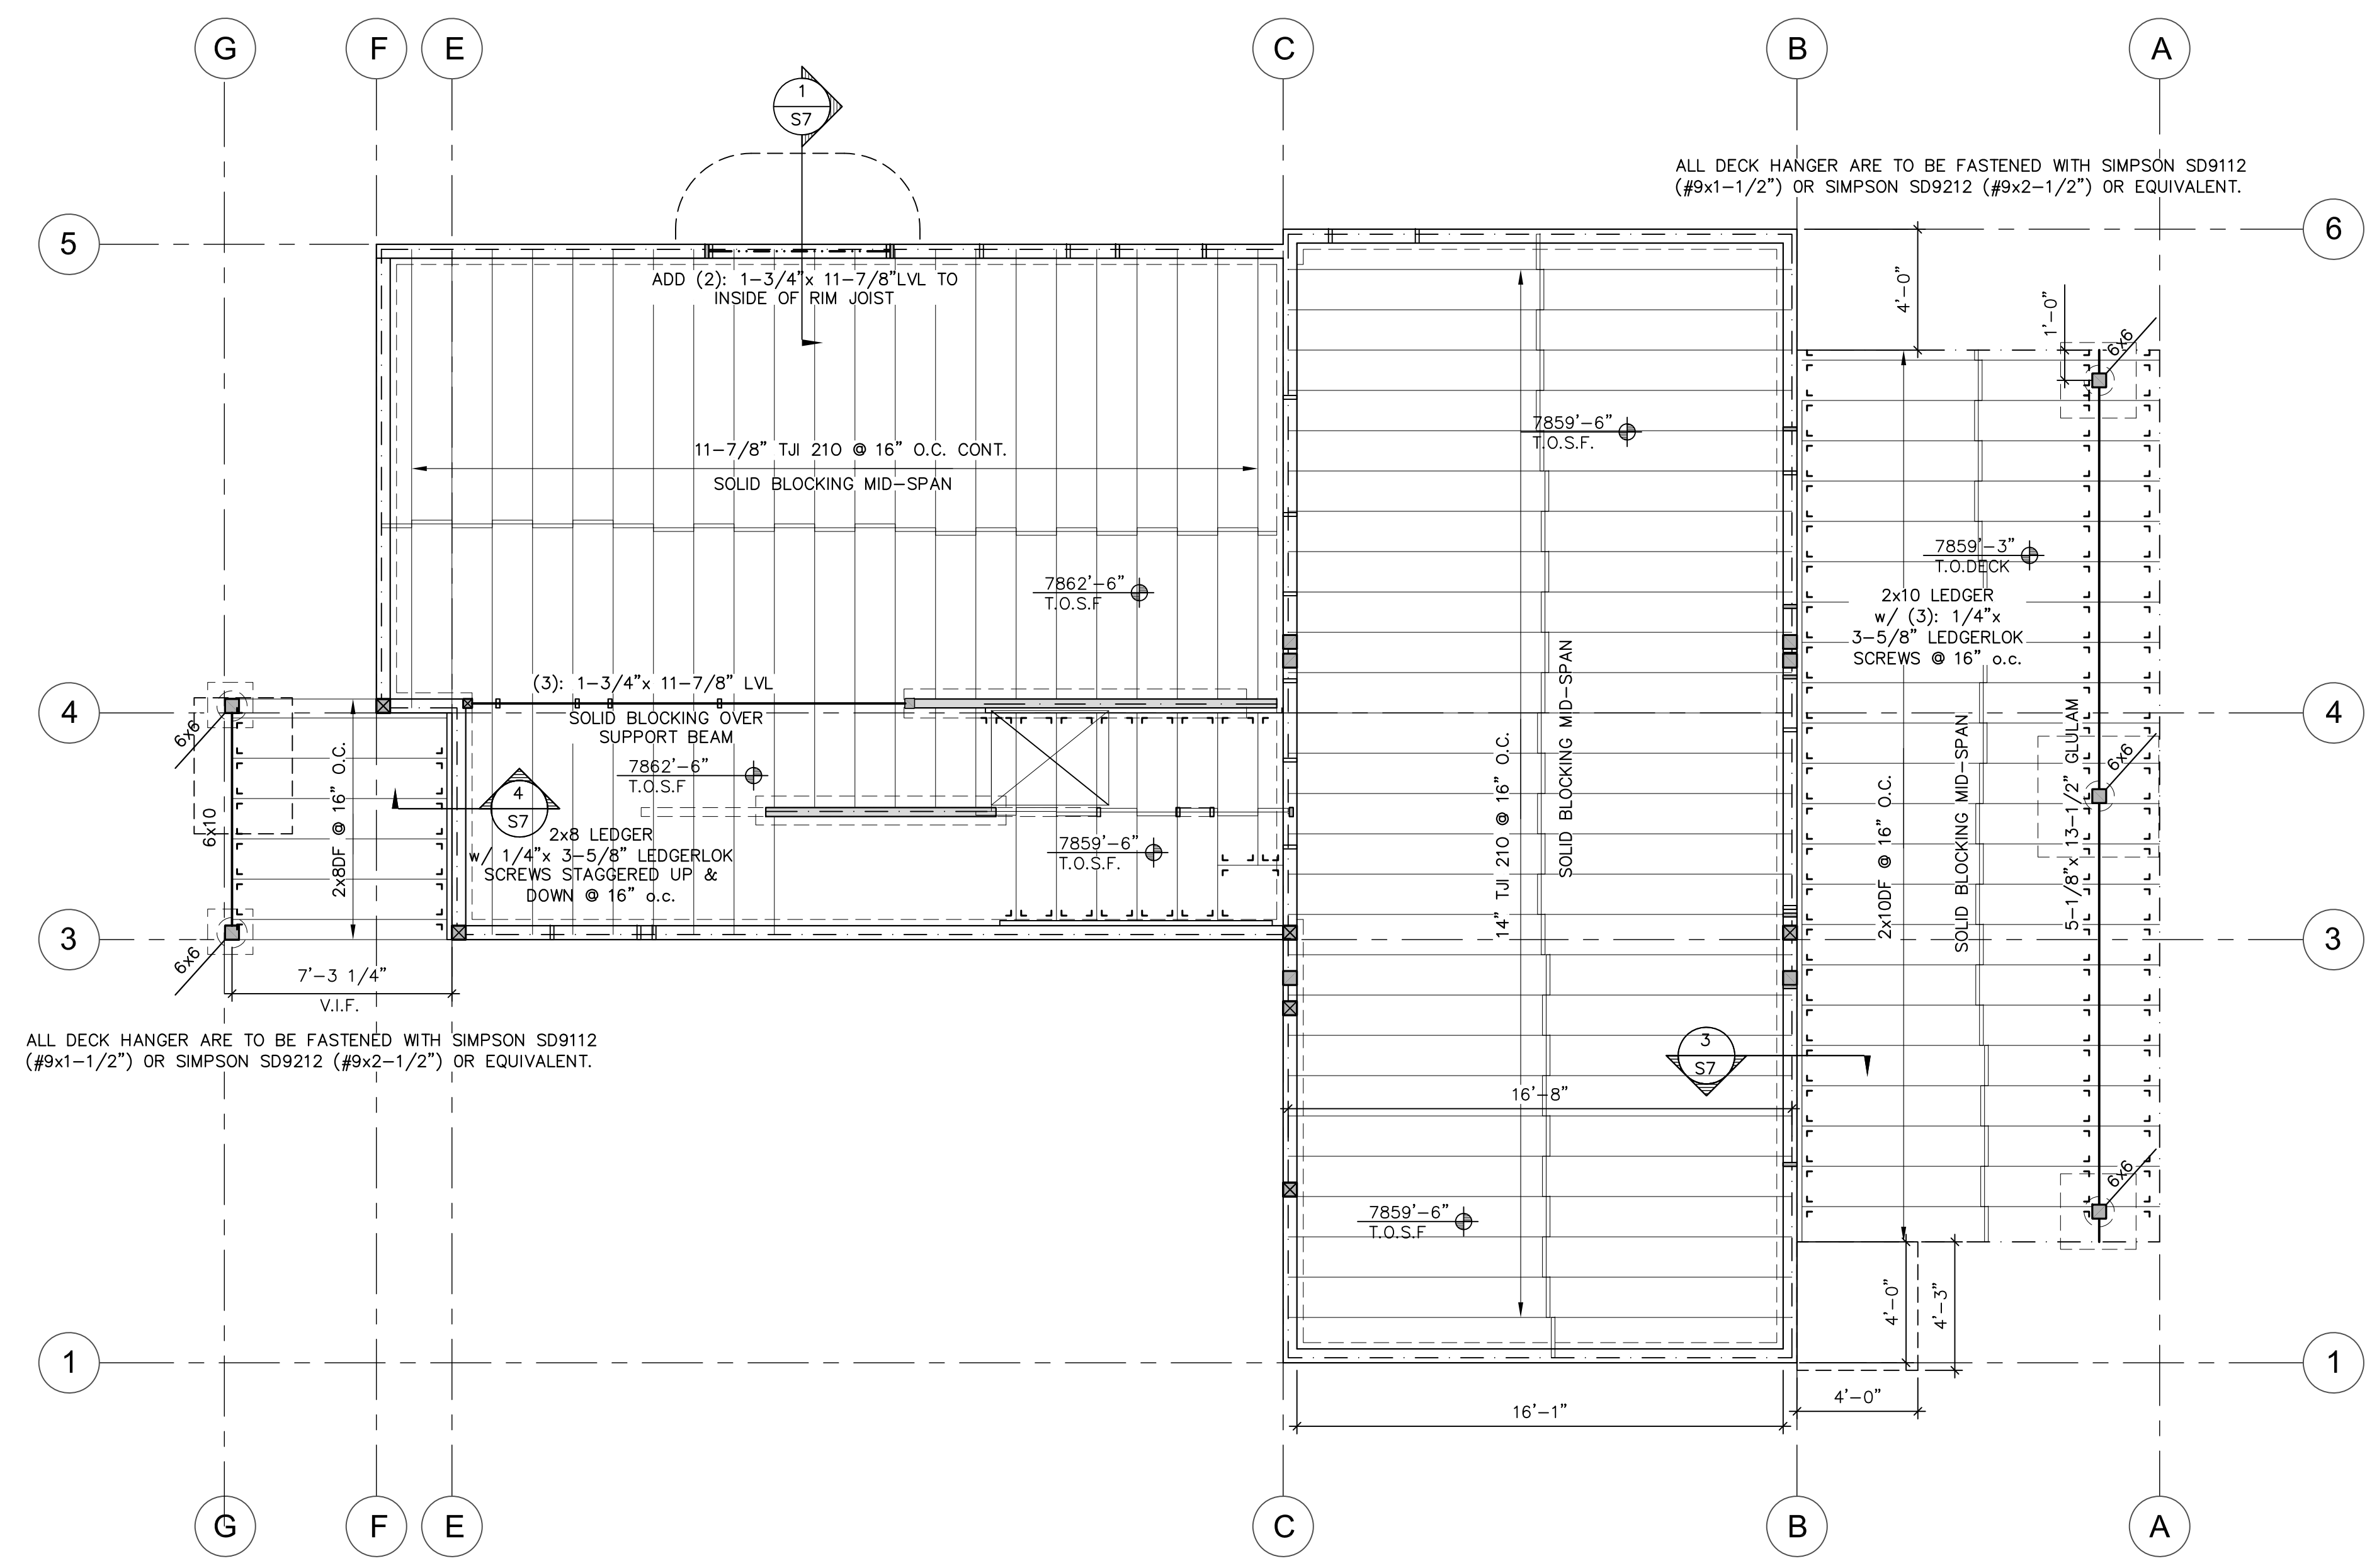 G
F
E
C
B
A
1
S7
ALL DECK HANGER ARE TO BE FASTENED WITH SIMPSON SD9112
(#9x1-1/2") OR SIMPSON SD9212 (#9x2-1/2") OR EQUIVALENT.
5
6
4'-0"
1'-0"
6x6
ADD (2): 1-3/4"x 11-7/8"LVL TO
INSIDE OF RIM JOIST
7859'-6"
T.O.S.F.
11-7/8" TJI 210 @ 16" O.C. CONT.
SOLID BLOCKING MID-SPAN
7859'-3"
T.O.DECK
7862'-6"
T.O.S.F
2x10 LEDGER
w/ (3): 1/4"x
3-5/8" LEDGERLOK
SCREWS @ 16" o.c.
(3): 1-3/4"x 11-7/8" LVL
SOLID BLOCKING OVER
SUPPORT BEAM
4
4
6x6
6x10
2x8DF @ 16" O.C.
7862'-6"
T.O.S.F
4
S7
2x8 LEDGER
w/ 1/4"x 3-5/8" LEDGERLOK
SCREWS STAGGERED UP &
DOWN @ 16" o.c.
7859'-6"
T.O.S.F.
14" TJI 210 @ 16" O.C.
SOLID BLOCKING MID-SPAN
2x10DF @ 16" O.C.
SOLID BLOCKING MID-SPAN
5-1/8"x 13-1/2" GLULAM
6x6
3
3
6x6
7'-3 1/4"
V.I.F.
ALL DECK HANGER ARE TO BE FASTENED WITH SIMPSON SD9112
(#9x1-1/2") OR SIMPSON SD9212 (#9x2-1/2") OR EQUIVALENT.
3
S7
16'-8"
6x6
7859'-6"
T.O.S.F
4'-0"
4'-3"
1
1
4'-0"
16'-1"
G
F
E
C
B
A